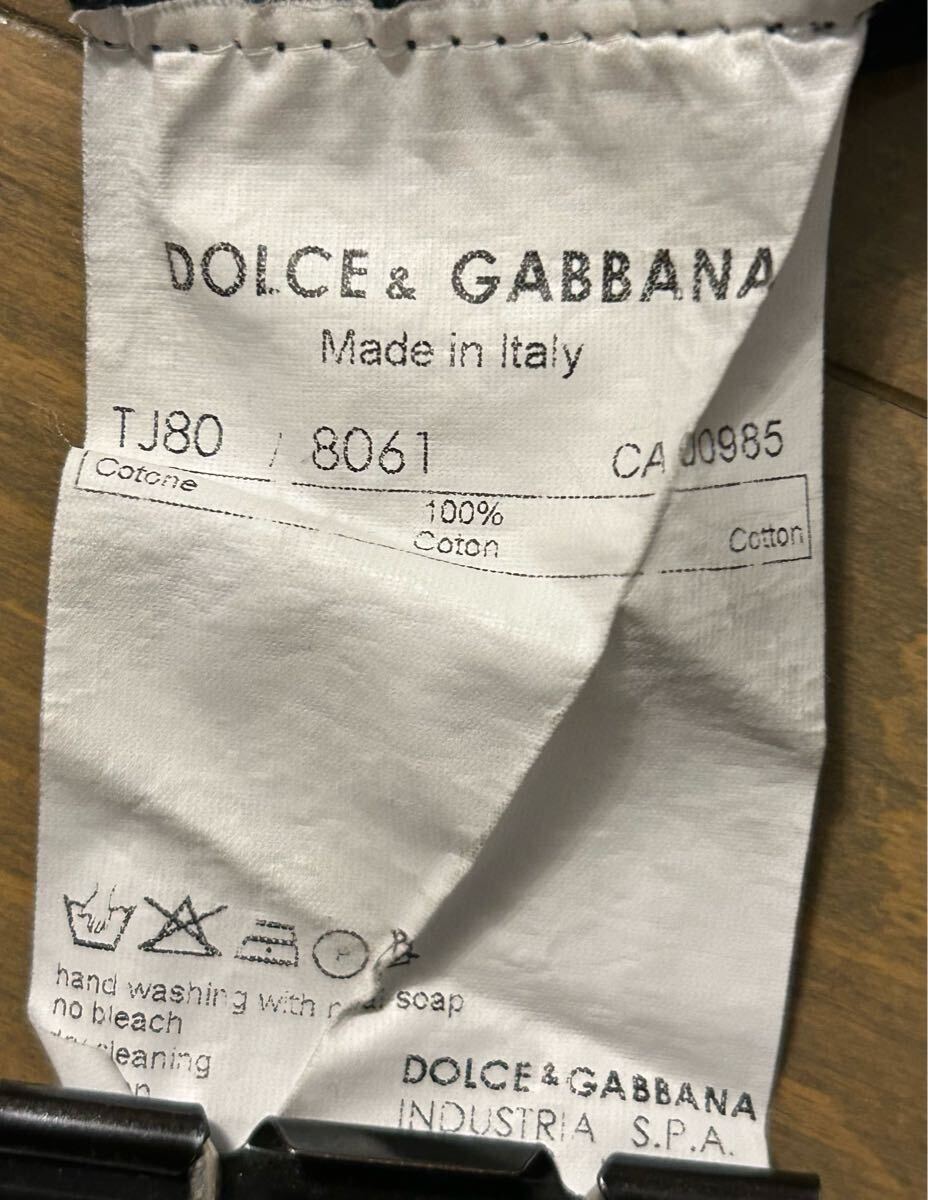 DOLCE & GABBANA
Made in Italy
TJ80 / 8061 CA 00985
Cotone 100% Cotton
Coton
P
hand washing with soap
no bleach
cleaning
DOLCE & GABBANA
INDUSTRIA S.P.A.